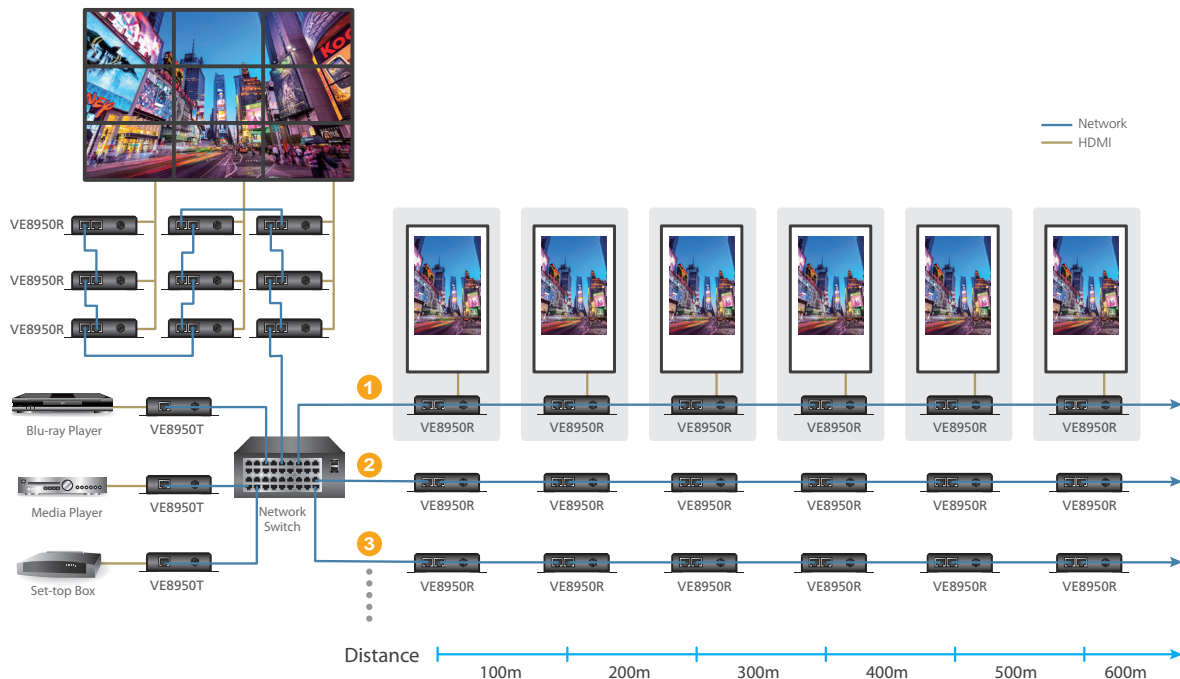 Network
HDMI
VE8950R
VE8950R
VE8950R
Blu-ray Player
VE8950T
Media Player
VE8950T
Set-top Box
VE8950T
Network
Switch
1
VE8950R VE8950R VE8950R VE8950R VE8950R VE8950R
2
VE8950R VE8950R VE8950R VE8950R VE8950R VE8950R
3
VE8950R VE8950R VE8950R VE8950R VE8950R VE8950R
Distance
100m 200m 300m 400m 500m 600m